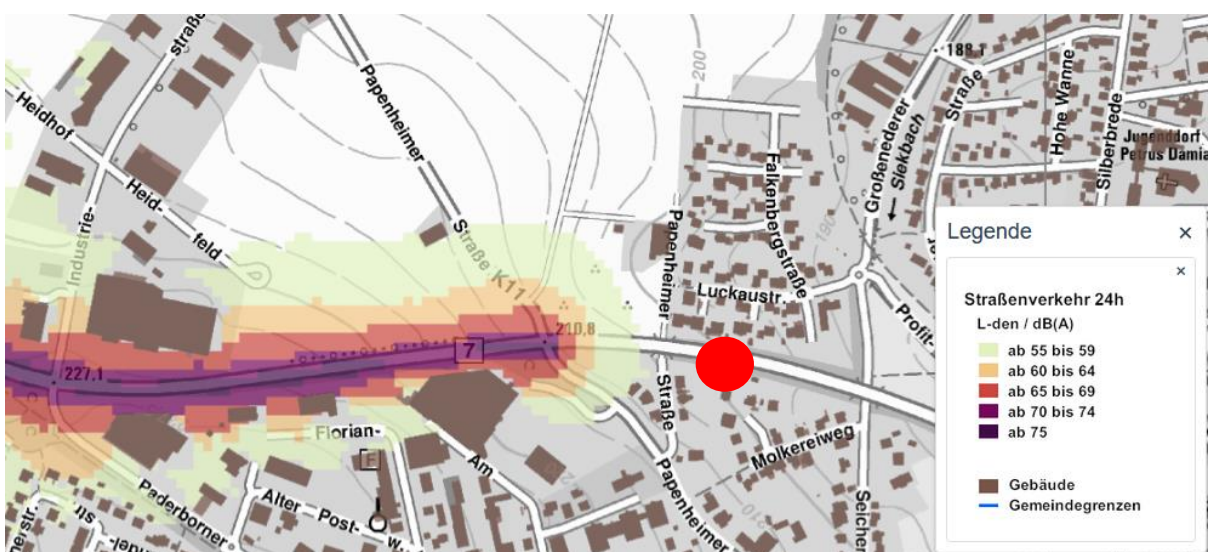 straße
Heidhof
Papenheimer
200
188,1
Straße
Hohe Wanne
Silberbrede
Großenederer
Siekbach
Jugenddorf
Petrus Damia
Falkenbergstraße
190
Heid-
feld
Industrie-
Straße K11
Papenheimer
Luckaustr.
Profit-
210,8
7
227,1
Straße
Florian-
F
Am
Molkereiweg
Paderborner
Alter - Post-
w.
Papenheimer
210
Seicher
Legende
×
×
Straßenverkehr 24h
L-den / dB(A)
ab 55 bis 59
ab 60 bis 64
ab 65 bis 69
ab 70 bis 74
ab 75
Gebäude
Gemeindegrenzen